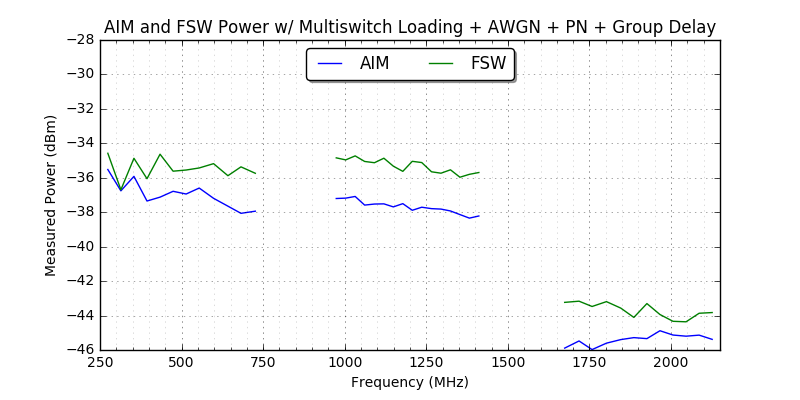 AIM and FSW Power w/ Multiswitch Loading + AWGN + PN + Group Delay
AIM FSW
Measured Power (dBm)
−28
−30
−32
−34
−36
−38
−40
−42
−44
−46
250 500 750 1000 1250 1500 1750 2000
Frequency (MHz)